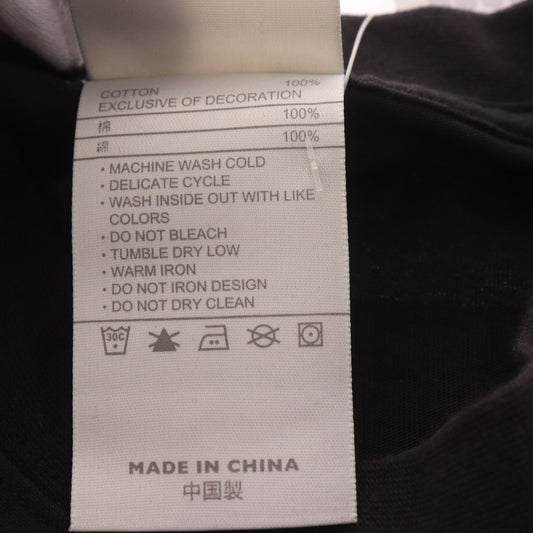 COTTON 100%
EXCLUSIVE OF DECORATION
棉 100%
綿 100%
• MACHINE WASH COLD
• DELICATE CYCLE
• WASH INSIDE OUT WITH LIKE
COLORS
• DO NOT BLEACH
• TUMBLE DRY LOW
• WARM IRON
• DO NOT IRON DESIGN
• DO NOT DRY CLEAN
30C
MADE IN CHINA
中国製